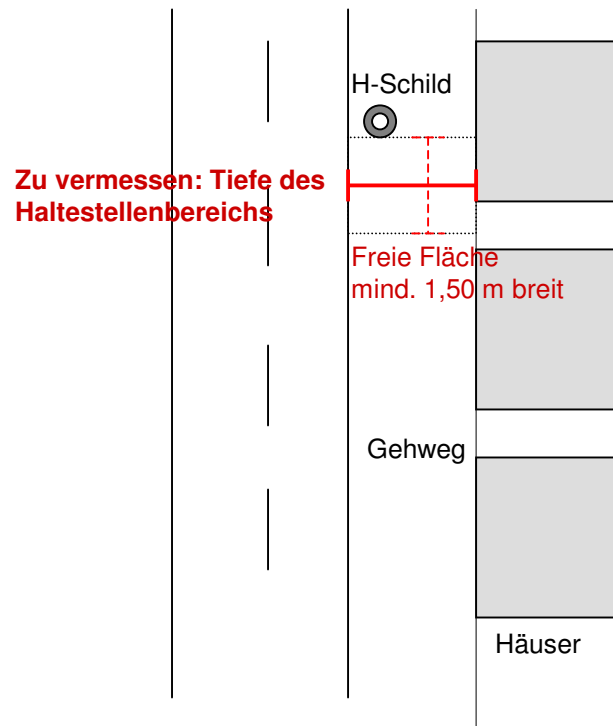 H-Schild
Zu vermessen: Tiefe des
Haltestellenbereichs
Freie Fläche
mind. 1,50 m breit
Gehweg
Häuser